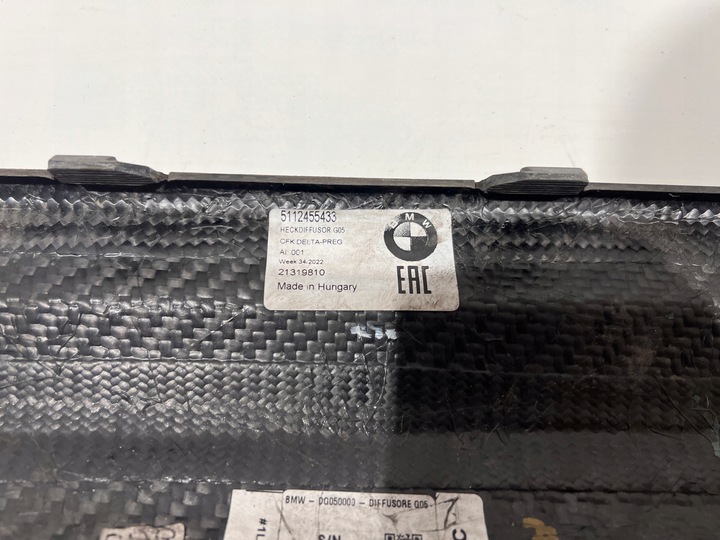 5112455433
HECKDIFFUSOR G05
CFK DELTA-PREG
AI 001
Week 34-2022
21319810
Made in Hungary
BMW
EAC
BMW - DG050000 - DIFFUSORE G05
S/N